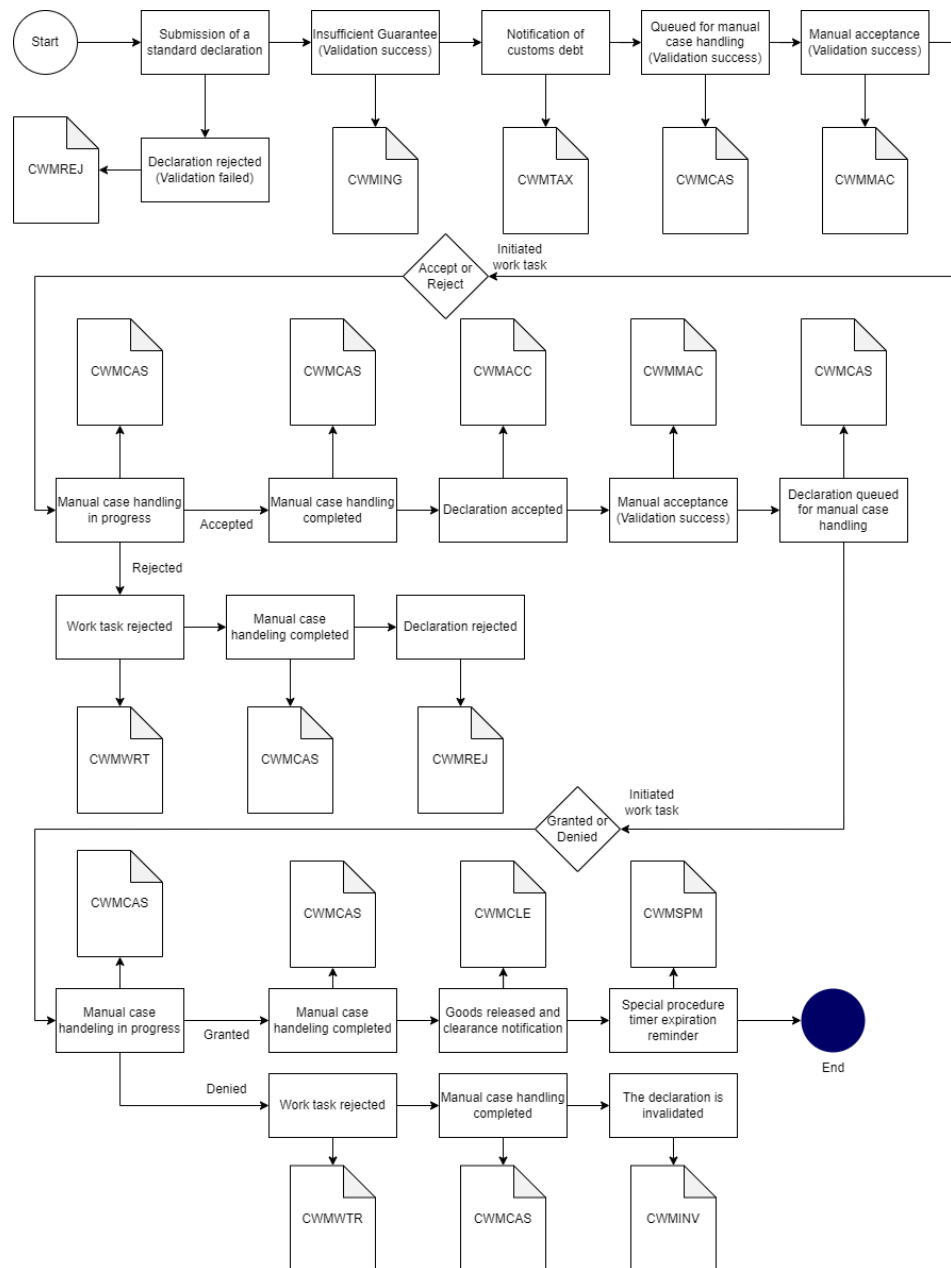 Start
Submission of a
standard declaration
Insufficient Guarantee
(Validation success)
Notification of
customs debt
Queued for manual
case handling
(Validation success)
Manual acceptance
(Validation success)
CWMREJ
Declaration rejected
(Validation failed)
CWMING
CWMTAX
CWMCAS
CWMMAC
Accept or
Reject
Initiated
work task
CWMCAS
CWMCAS
CWMACC
CWMMAC
CWMCAS
Manual case handling
in progress
Accepted
Manual case handling
completed
Declaration accepted
Manual acceptance
(Validation success)
Declaration queued
for manual case
handling
Rejected
Work task rejected
Manual case
handeling completed
Declaration rejected
CWMWRT
CWMCAS
CWMREJ
Granted or
Denied
Initiated
work task
CWMCAS
CWMCAS
CWMCLE
CWMSPM
Manual case
handeling in progress
Granted
Manual case
handeling completed
Goods released and
clearance notification
Special procedure
timer expiration
reminder
End
Denied
Work task rejected
Manual case handling
completed
The declaration is
invalidated
CWMWTR
CWMCAS
CWMINV